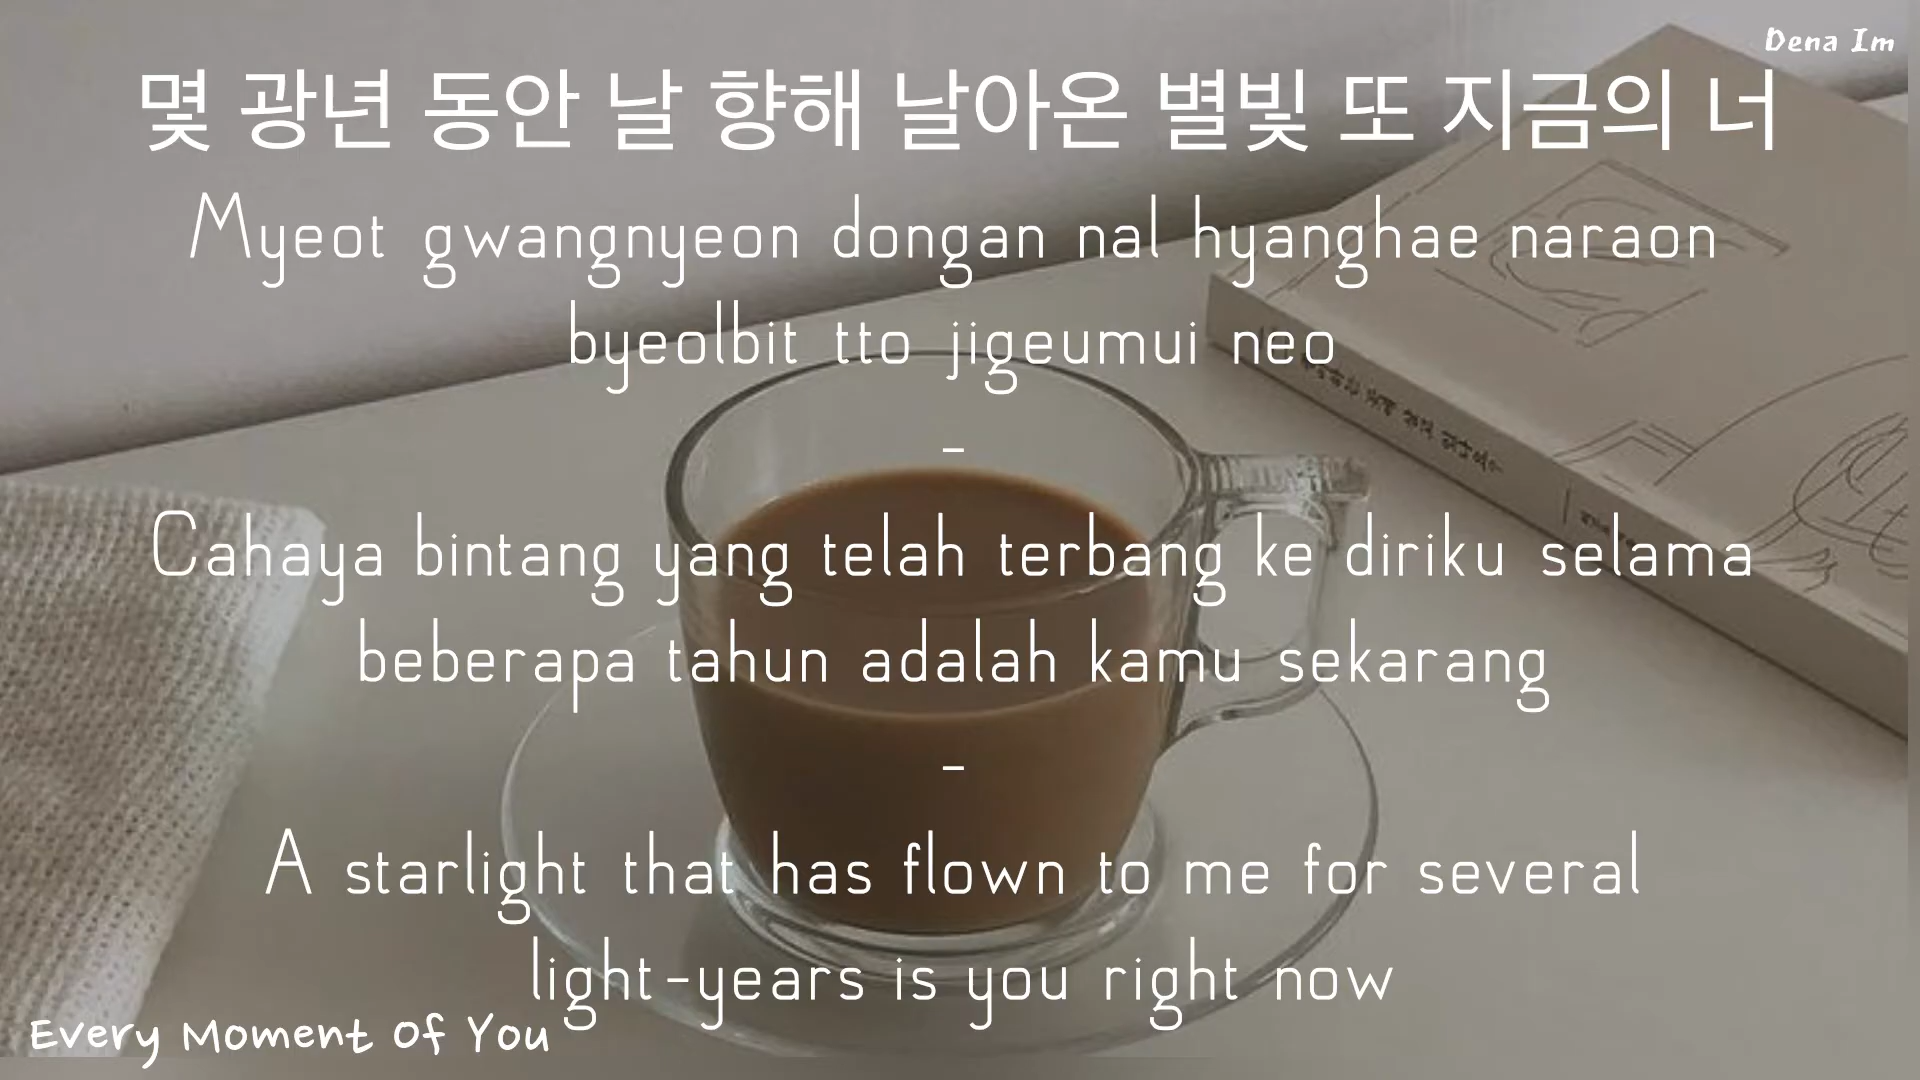 Dena Im
몇 광년 동안 날 향해 날아온 별빛 또 지금의 너
Myeot gwangnyeon dongan nal hyanghae naraon
byeolbit tto jigeumui neo
-
Cahaya bintang yang telah terbang ke diriku selama
beberapa tahun adalah kamu sekarang
-
A starlight that has flown to me for several
light-years is you right now
Every Moment Of You